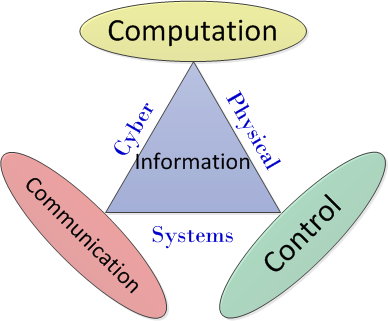 Computation
Cyber
Physical
Information
Systems
Communication
Control